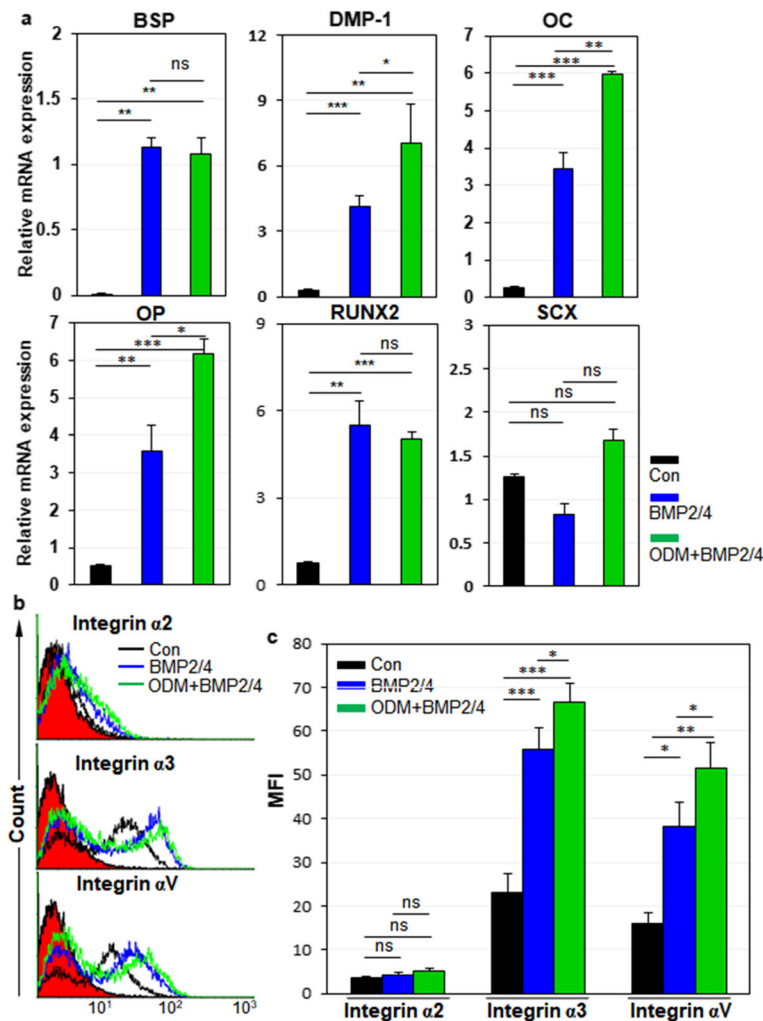 a
BSP
DMP-1
OC
Relative mRNA expression
2
1.5
1
0.5
0
ns
**
**
12
9
6
3
0
*
**
***
7
6
5
4
3
2
1
0
**
***
***
OP
RUNX2
SCX
Relative mRNA expression
7
6
5
4
3
2
1
0
*
***
**
9
6
3
0
ns
***
**
3
2.5
2
1.5
1
0.5
0
ns
ns
ns
Con
BMP2/4
ODM+BMP2/4
b
Integrin α2
Con
BMP2/4
ODM+BMP2/4
Integrin α3
Integrin αV
Count
10¹ 10² 10³
c
MFI
80
70
60
50
40
30
20
10
0
Con
BMP2/4
ODM+BMP2/4
ns
ns
ns
*
***
***
*
**
*
Integrin α2 Integrin α3 Integrin αV